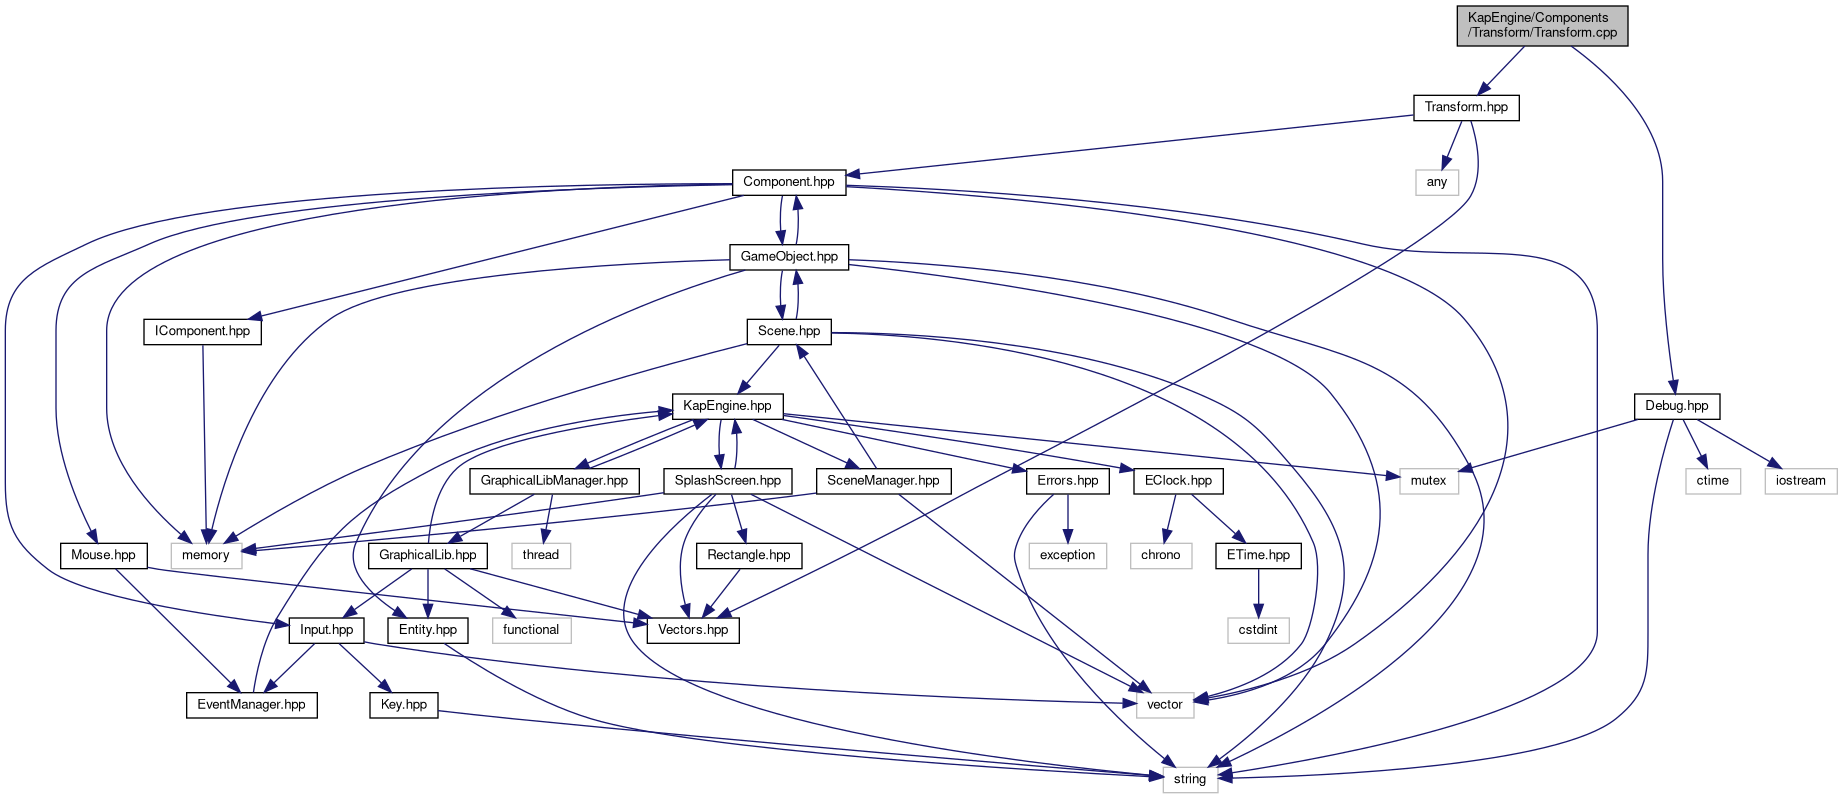 KapEngine/Components
/Transform/Transform.cpp
Transform.hpp
Component.hpp
any
GameObject.hpp
IComponent.hpp
Scene.hpp
KapEngine.hpp
Debug.hpp
GraphicalLibManager.hpp
SplashScreen.hpp
SceneManager.hpp
Errors.hpp
EClock.hpp
mutex
ctime
iostream
Mouse.hpp
memory
GraphicalLib.hpp
thread
Rectangle.hpp
exception
chrono
ETime.hpp
Input.hpp
Entity.hpp
functional
Vectors.hpp
cstdint
EventManager.hpp
Key.hpp
vector
string